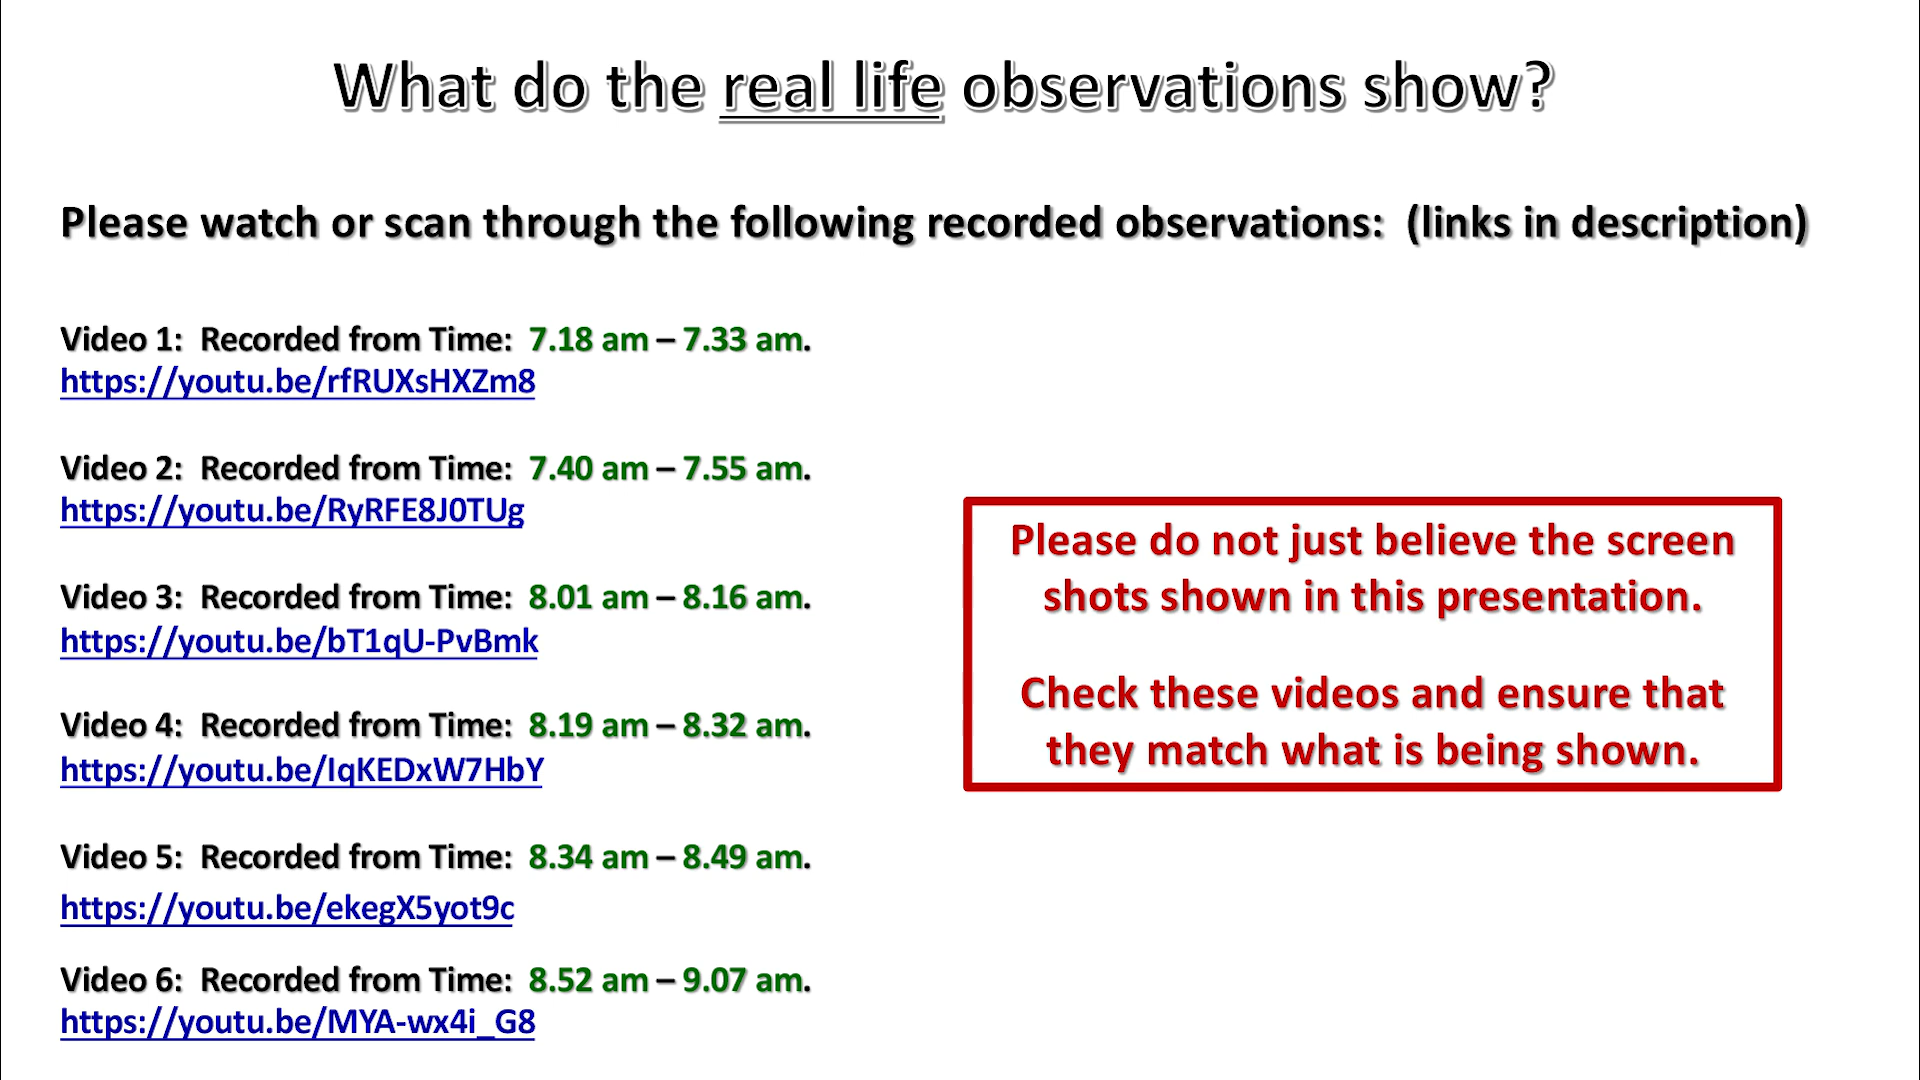 What do the real life observations show?
Please watch or scan through the following recorded observations:  (links in description)
Video 1:  Recorded from Time:  7.18 am – 7.33 am.
https://youtu.be/rfRUXsHXZm8
Video 2:  Recorded from Time:  7.40 am – 7.55 am.
https://youtu.be/RyRFE8J0TUg
Video 3:  Recorded from Time:  8.01 am – 8.16 am.
https://youtu.be/bT1qU-PvBmk
Video 4:  Recorded from Time:  8.19 am – 8.32 am.
https://youtu.be/IqKEDxW7HbY
Video 5:  Recorded from Time:  8.34 am – 8.49 am.
https://youtu.be/ekegX5yot9c
Video 6:  Recorded from Time:  8.52 am – 9.07 am.
https://youtu.be/MYA-wx4i_G8
Please do not just believe the screen
shots shown in this presentation.
Check these videos and ensure that
they match what is being shown.